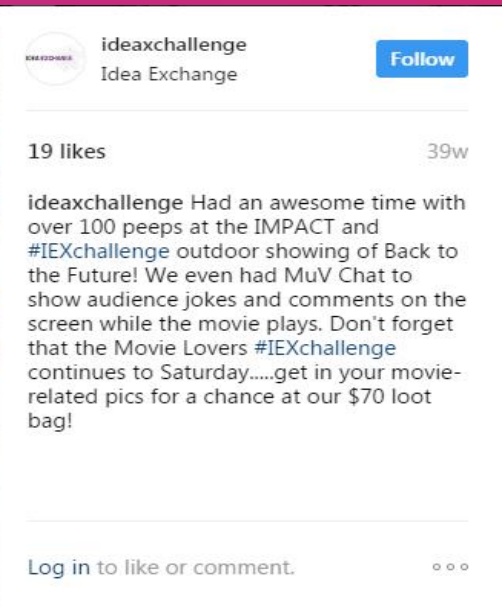 ideaxchallenge
Idea Exchange
Follow
19 likes
39w
ideaxchallenge Had an awesome time with
over 100 peeps at the IMPACT and
#IEXchallenge outdoor showing of Back to
the Future! We even had MuV Chat to
show audience jokes and comments on the
screen while the movie plays. Don't forget
that the Movie Lovers #IEXchallenge
continues to Saturday.....get in your movie-
related pics for a chance at our $70 loot
bag!
Log in to like or comment.